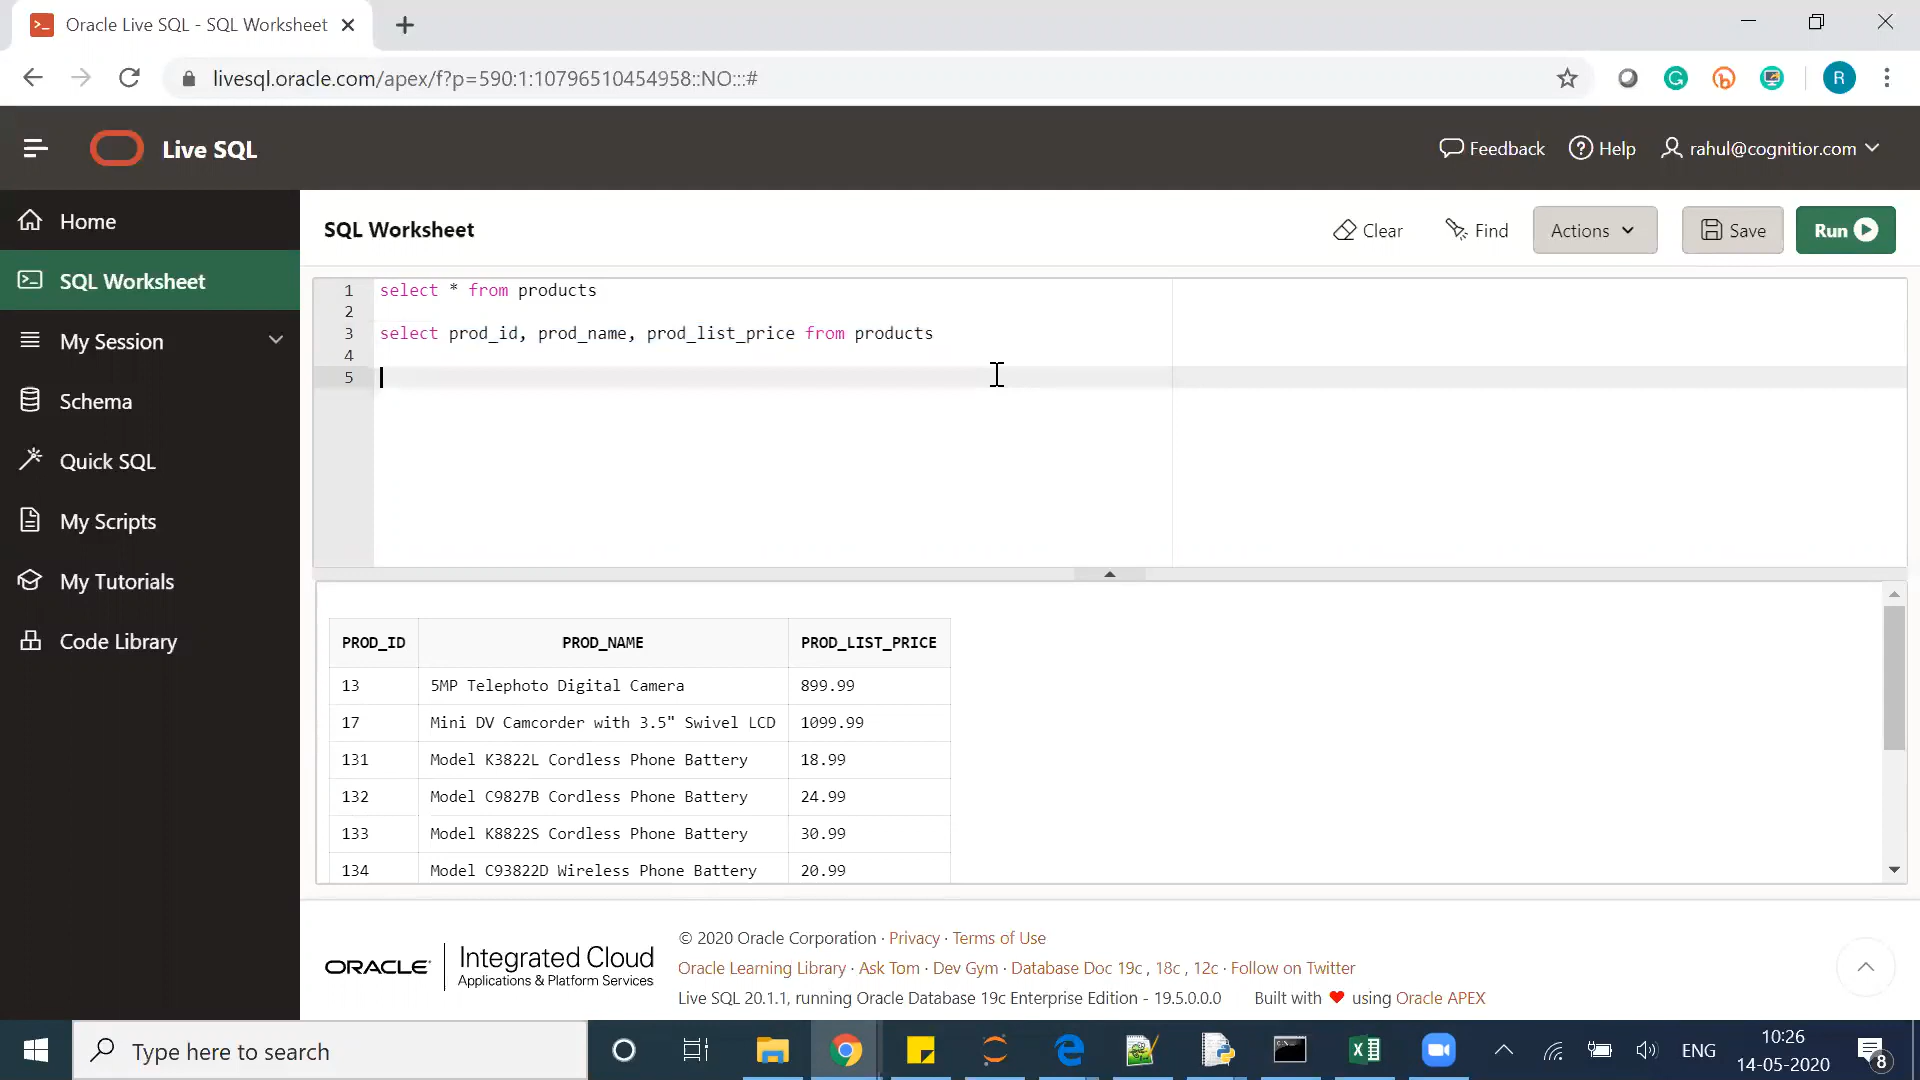 Oracle Live SQL - SQL Worksheet
livesql.oracle.com/apex/f?p=590:1:10796510454958::NO:::#
R
Live SQL
Feedback
Help
rahul@cognitior.com
Home
SQL Worksheet
My Session
Schema
Quick SQL
My Scripts
My Tutorials
Code Library
SQL Worksheet
Clear
Find
Actions
Save
Run
1 select * from products
2
3 select prod_id, prod_name, prod_list_price from products
4
5
PROD_ID PROD_NAME PROD_LIST_PRICE
13 5MP Telephoto Digital Camera 899.99
17 Mini DV Camcorder with 3.5" Swivel LCD 1099.99
131 Model K3822L Cordless Phone Battery 18.99
132 Model C9827B Cordless Phone Battery 24.99
133 Model K8822S Cordless Phone Battery 30.99
134 Model C93822D Wireless Phone Battery 20.99
ORACLE
Integrated Cloud
Applications & Platform Services
© 2020 Oracle Corporation · Privacy · Terms of Use
Oracle Learning Library · Ask Tom · Dev Gym · Database Doc 19c , 18c , 12c · Follow on Twitter
Live SQL 20.1.1, running Oracle Database 19c Enterprise Edition - 19.5.0.0.0 Built with ♥ using Oracle APEX
Type here to search
ENG
10:26
14-05-2020
8